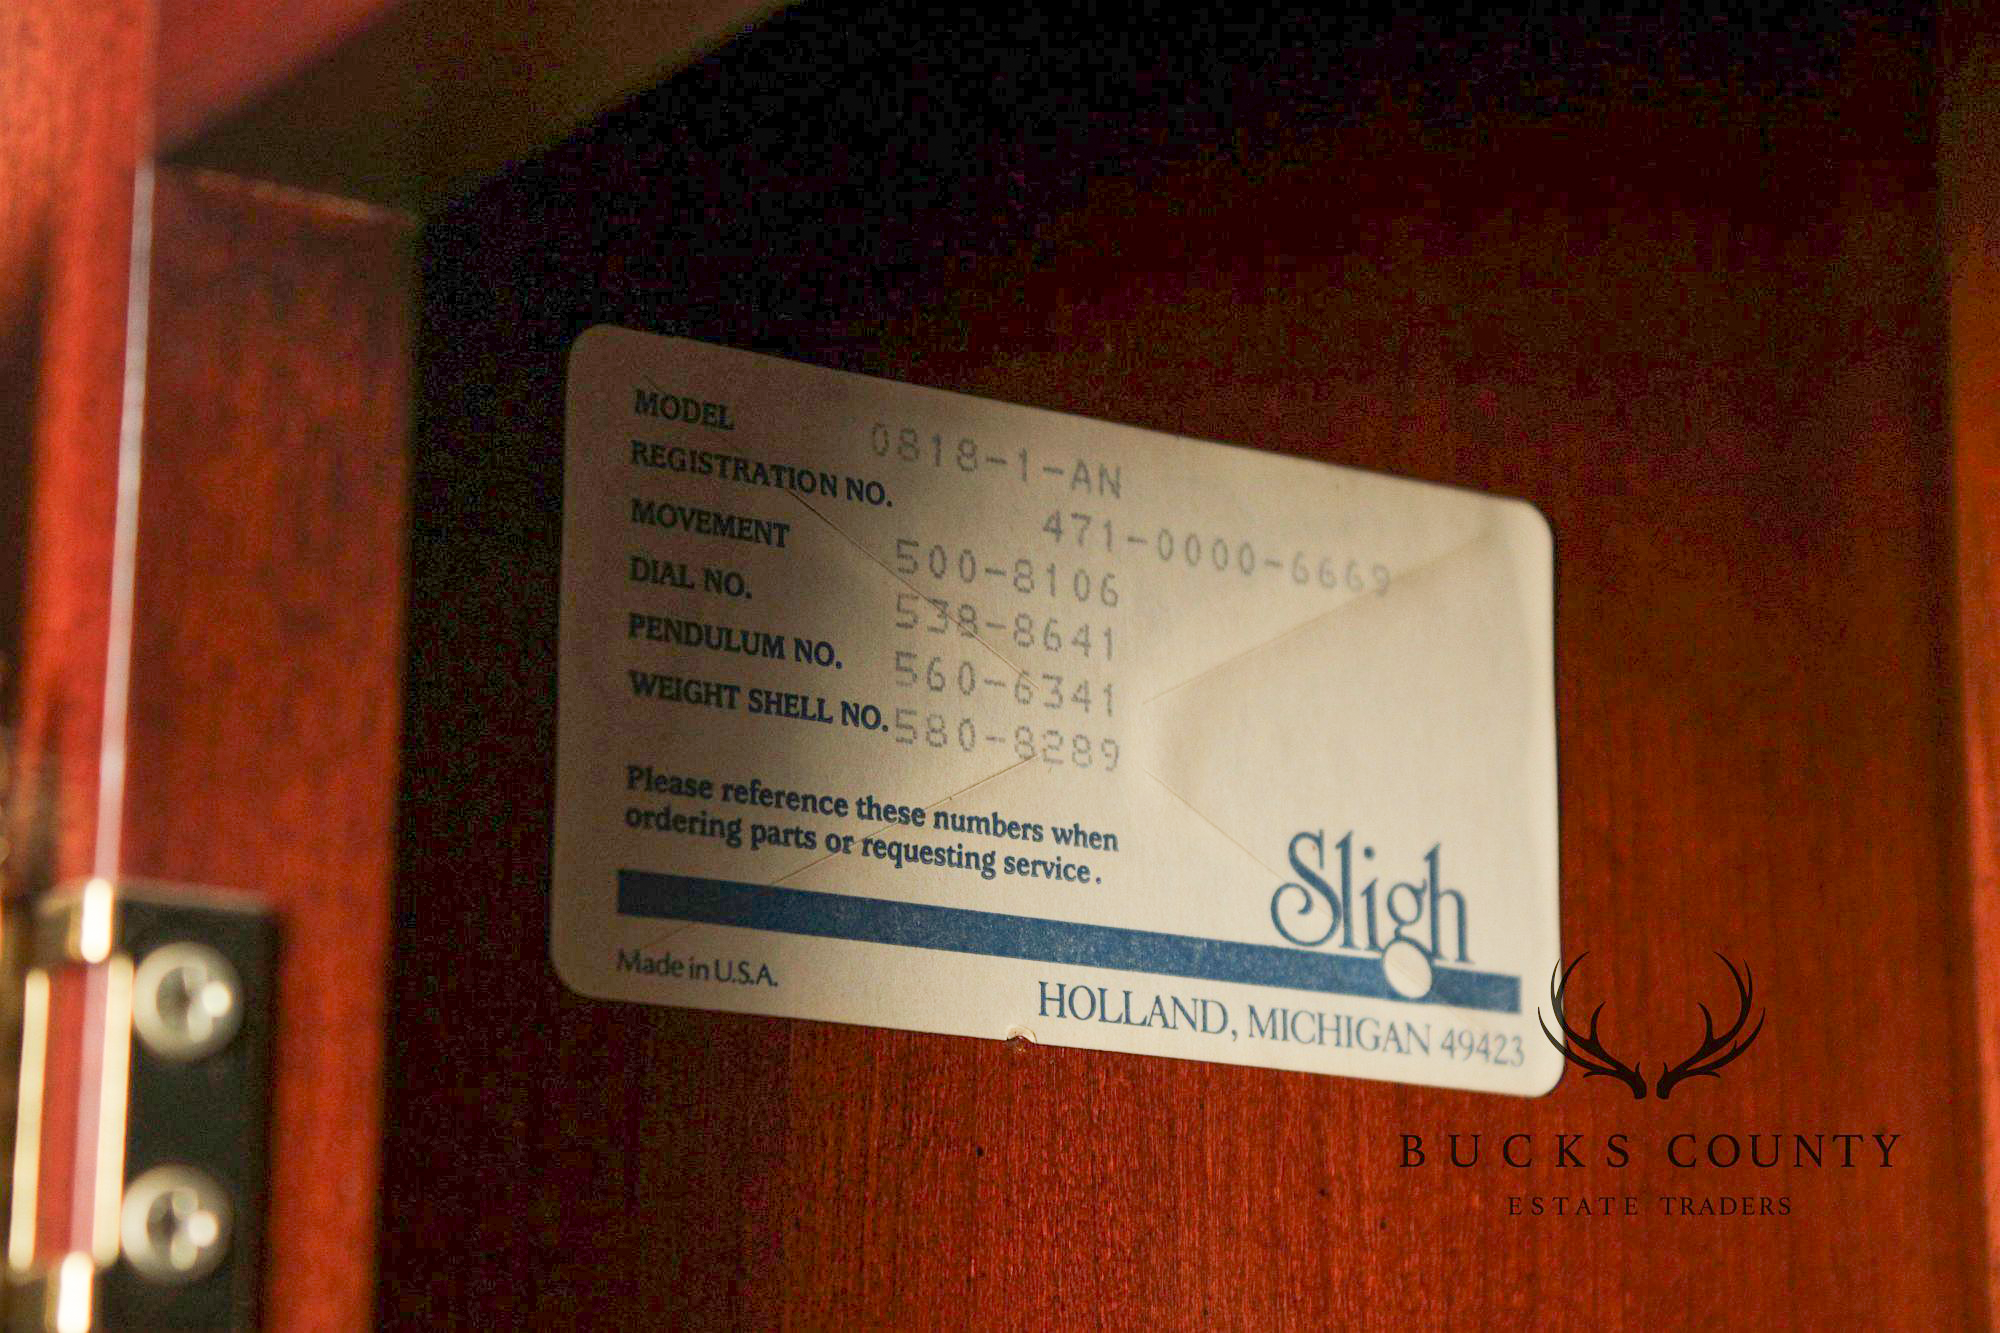 MODEL 0818-1-AN
REGISTRATION NO. 471-0000-6669
MOVEMENT 500-8106
DIAL NO. 538-8641
PENDULUM NO. 560-6341
WEIGHT SHELL NO. 580-8289
Please reference these numbers when
ordering parts or requesting service.
Sligh
Made in U.S.A.
HOLLAND, MICHIGAN 49423
BUCKS COUNTY
ESTATE TRADERS